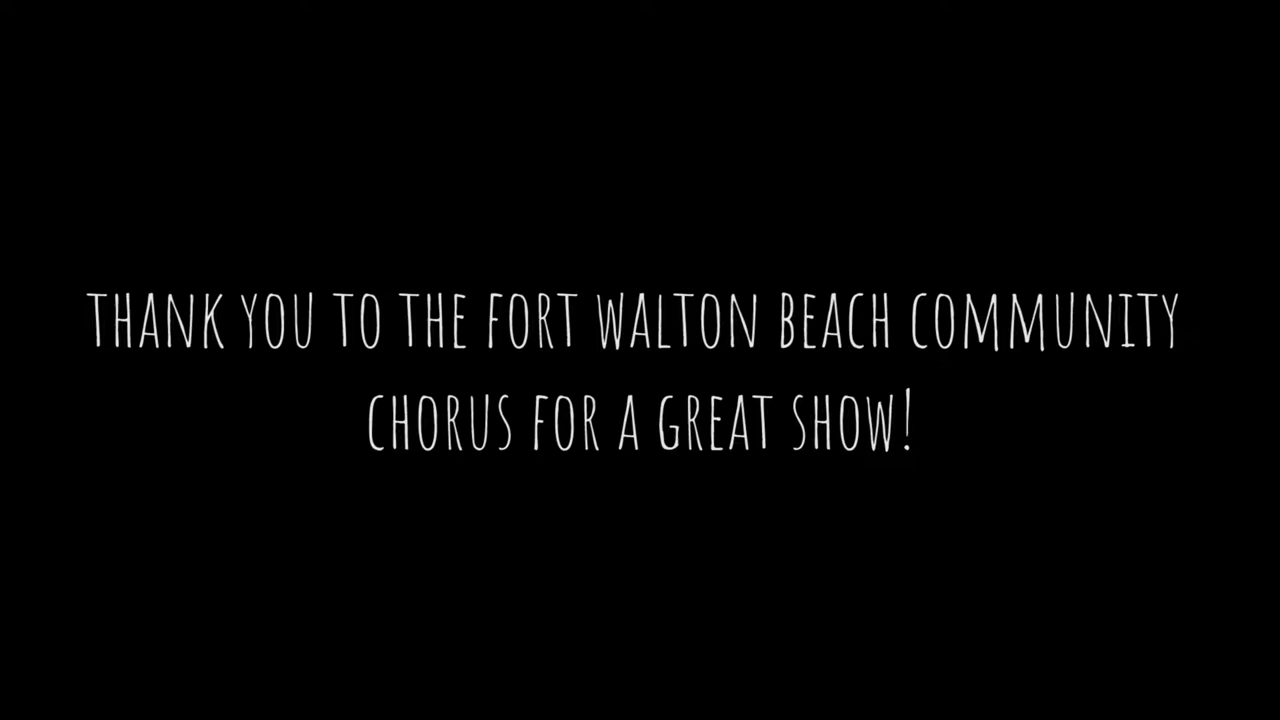 THANK YOU TO THE FORT WALTON BEACH COMMUNITY
CHORUS FOR A GREAT SHOW!